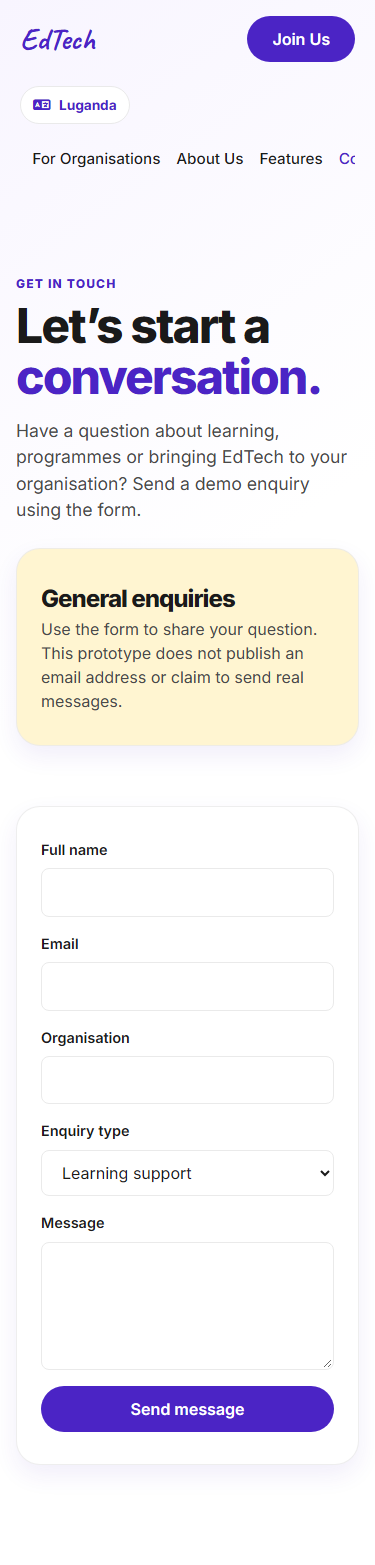 EdTech
Join Us
Luganda
For Organisations About Us Features Co
GET IN TOUCH
Let’s start a
conversation.
Have a question about learning,
programmes or bringing EdTech to your
organisation? Send a demo enquiry
using the form.
General enquiries
Use the form to share your question.
This prototype does not publish an
email address or claim to send real
messages.
Full name
Email
Organisation
Enquiry type
Learning support
Message
Send message